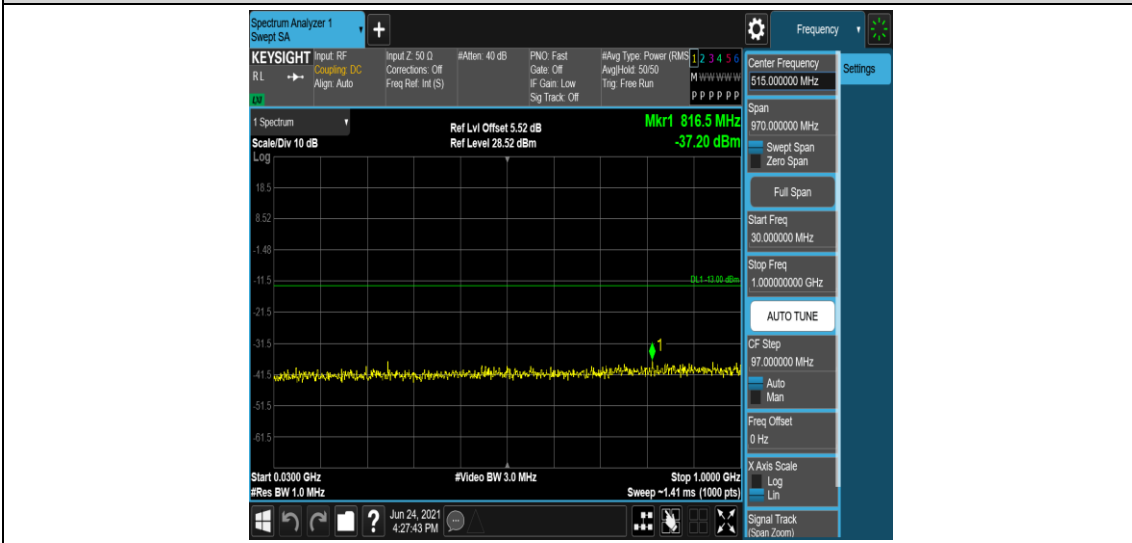 Spectrum Analyzer 1
Swept SA
+
Frequency
KEYSIGHT
RL
LXI
Input: RF
Coupling: DC
Align: Auto
Input Z: 50 Ω
Corrections: Off
Freq Ref: Int (S)
#Atten: 40 dB
PNO: Fast
Gate: Off
IF Gain: Low
Sig Track: Off
#Avg Type: Power (RMS
Avg|Hold: 50/50
Trig: Free Run
1 2 3 4 5 6
M W W W W W
P P P P P P
1 Spectrum
Scale/Div 10 dB
Ref Lvl Offset 5.52 dB
Ref Level 28.52 dBm
Mkr1 816.5 MHz
-37.20 dBm
Log
18.5
8.52
-1.48
-11.5
DL1 -13.00 dBm
-21.5
-31.5
1
-41.5
-51.5
-61.5
Start 0.0300 GHz
#Res BW 1.0 MHz
#Video BW 3.0 MHz
Stop 1.0000 GHz
Sweep ~1.41 ms (1000 pts)
?
Jun 24, 2021
4:27:43 PM
Center Frequency
515.000000 MHz
Settings
Span
970.000000 MHz
Swept Span
Zero Span
Full Span
Start Freq
30.000000 MHz
Stop Freq
1.000000000 GHz
AUTO TUNE
CF Step
97.000000 MHz
Auto
Man
Freq Offset
0 Hz
X Axis Scale
Log
Lin
Signal Track
(Span Zoom)